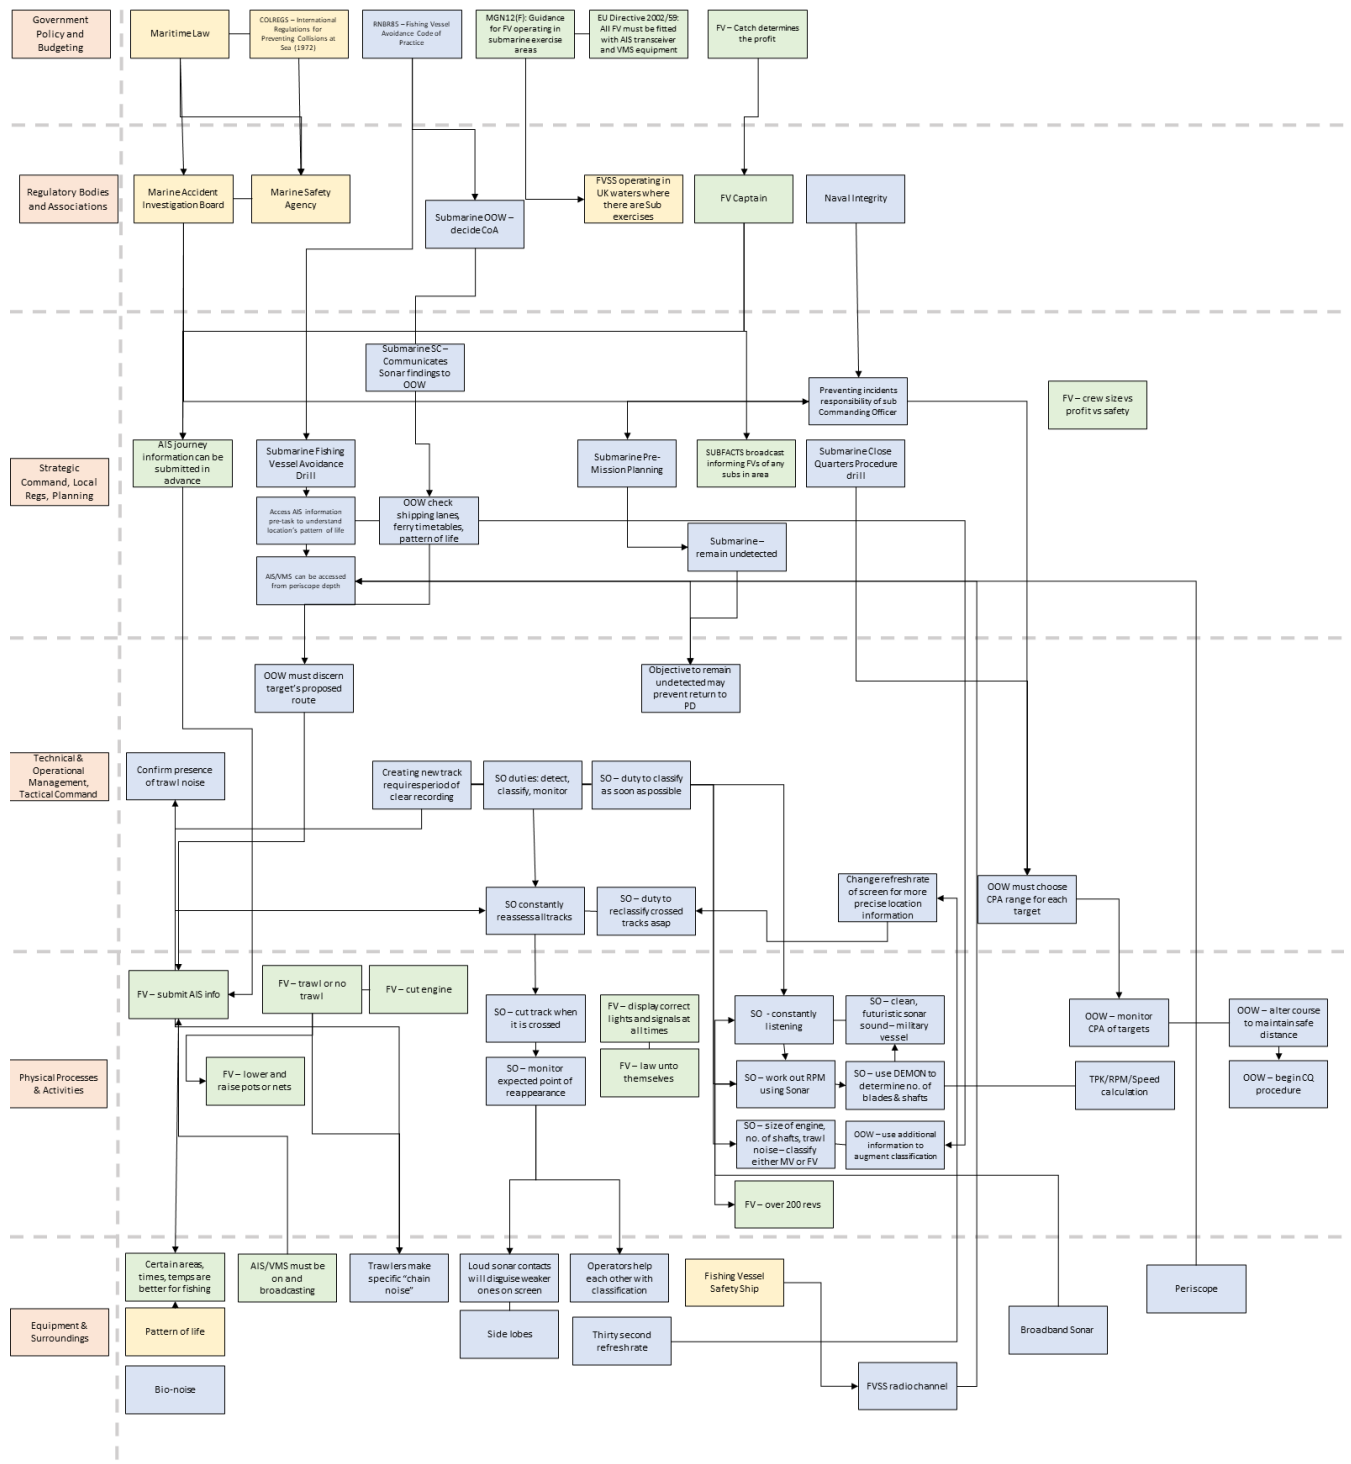 Government
Policy and
Budgeting
Maritime Law
COLREGS – International
Regulations for
Preventing Collisions at
Sea (1972)
RNBR85 – Fishing Vessel
Avoidance Code of
Practice
MGN12(F): Guidance
for FV operating in
submarine exercise
areas
EU Directive 2002/59:
All FV must be fitted
with AIS transceiver
and VMS equipment
FV – Catch determines
the profit
Regulatory Bodies
and Associations
Marine Accident
Investigation Board
Marine Safety
Agency
Submarine OOW –
decide CoA
FVSS operating in
UK waters where
there are Sub
exercises
FV Captain
Naval Integrity
Submarine SC –
Communicates
Sonar findings to
OOW
Preventing incidents
responsibility of sub
Commanding Officer
FV – crew size vs
profit vs safety
Strategic
Command, Local
Regs, Planning
AIS journey
information can be
submitted in
advance
Submarine Fishing
Vessel Avoidance
Drill
Submarine Pre-
Mission Planning
SUBFACTS broadcast
informing FVs of any
subs in area
Submarine Close
Quarters Procedure
drill
Access AIS information
pre-task to understand
location's pattern of life
OOW check
shipping lanes,
ferry timetables,
pattern of life
Submarine –
remain undetected
AIS/VMS can be accessed
from periscope depth
OOW must discern
target's proposed
route
Objective to remain
undetected may
prevent return to
PD
Technical &
Operational
Management,
Tactical Command
Confirm presence
of trawl noise
Creating new track
requires period of
clear recording
SO duties: detect,
classify, monitor
SO – duty to classify
as soon as possible
SO constantly
reassess all tracks
SO – duty to
reclassify crossed
tracks asap
Change refresh rate
of screen for more
precise location
information
OOW must choose
CPA range for each
target
FV – submit AIS info
FV – trawl or no
trawl
FV – cut engine
SO – cut track when
it is crossed
FV – display correct
lights and signals at
all times
SO - constantly
listening
SO – clean,
futuristic sonar
sound – military
vessel
OOW – monitor
CPA of targets
OOW – alter course
to maintain safe
distance
Physical Processes
& Activities
FV – lower and
raise pots or nets
SO – monitor
expected point of
reappearance
FV – law unto
themselves
SO – work out RPM
using Sonar
SO – use DEMON to
determine no. of
blades & shafts
TPK/RPM/Speed
calculation
OOW – begin CQ
procedure
SO – size of engine,
no. of shafts, trawl
noise – classify
either MV or FV
OOW – use additional
information to
augment classification
FV – over 200 revs
Certain areas,
times, temps are
better for fishing
AIS/VMS must be
on and
broadcasting
Trawlers make
specific "chain
noise"
Loud sonar contacts
will disguise weaker
ones on screen
Operators help
each other with
classification
Fishing Vessel
Safety Ship
Periscope
Equipment &
Surroundings
Pattern of life
Side lobes
Thirty second
refresh rate
Broadband Sonar
Bio-noise
FVSS radio channel